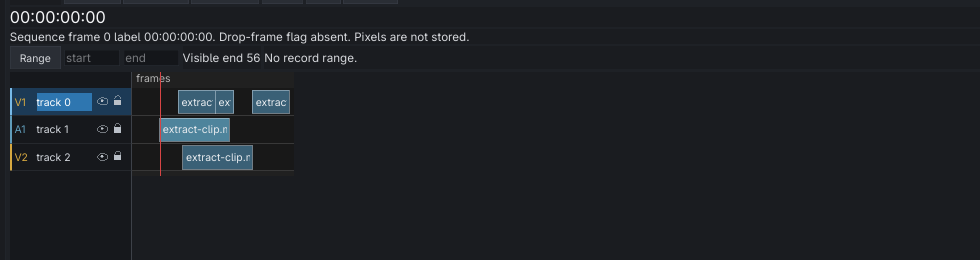 00:00:00:00
Sequence frame 0 label 00:00:00:00. Drop-frame flag absent. Pixels are not stored.
Range start end Visible end 56 No record range.
frames
V1 track 0 extrac ex extrac
A1 track 1 extract-clip.n
V2 track 2 extract-clip.n